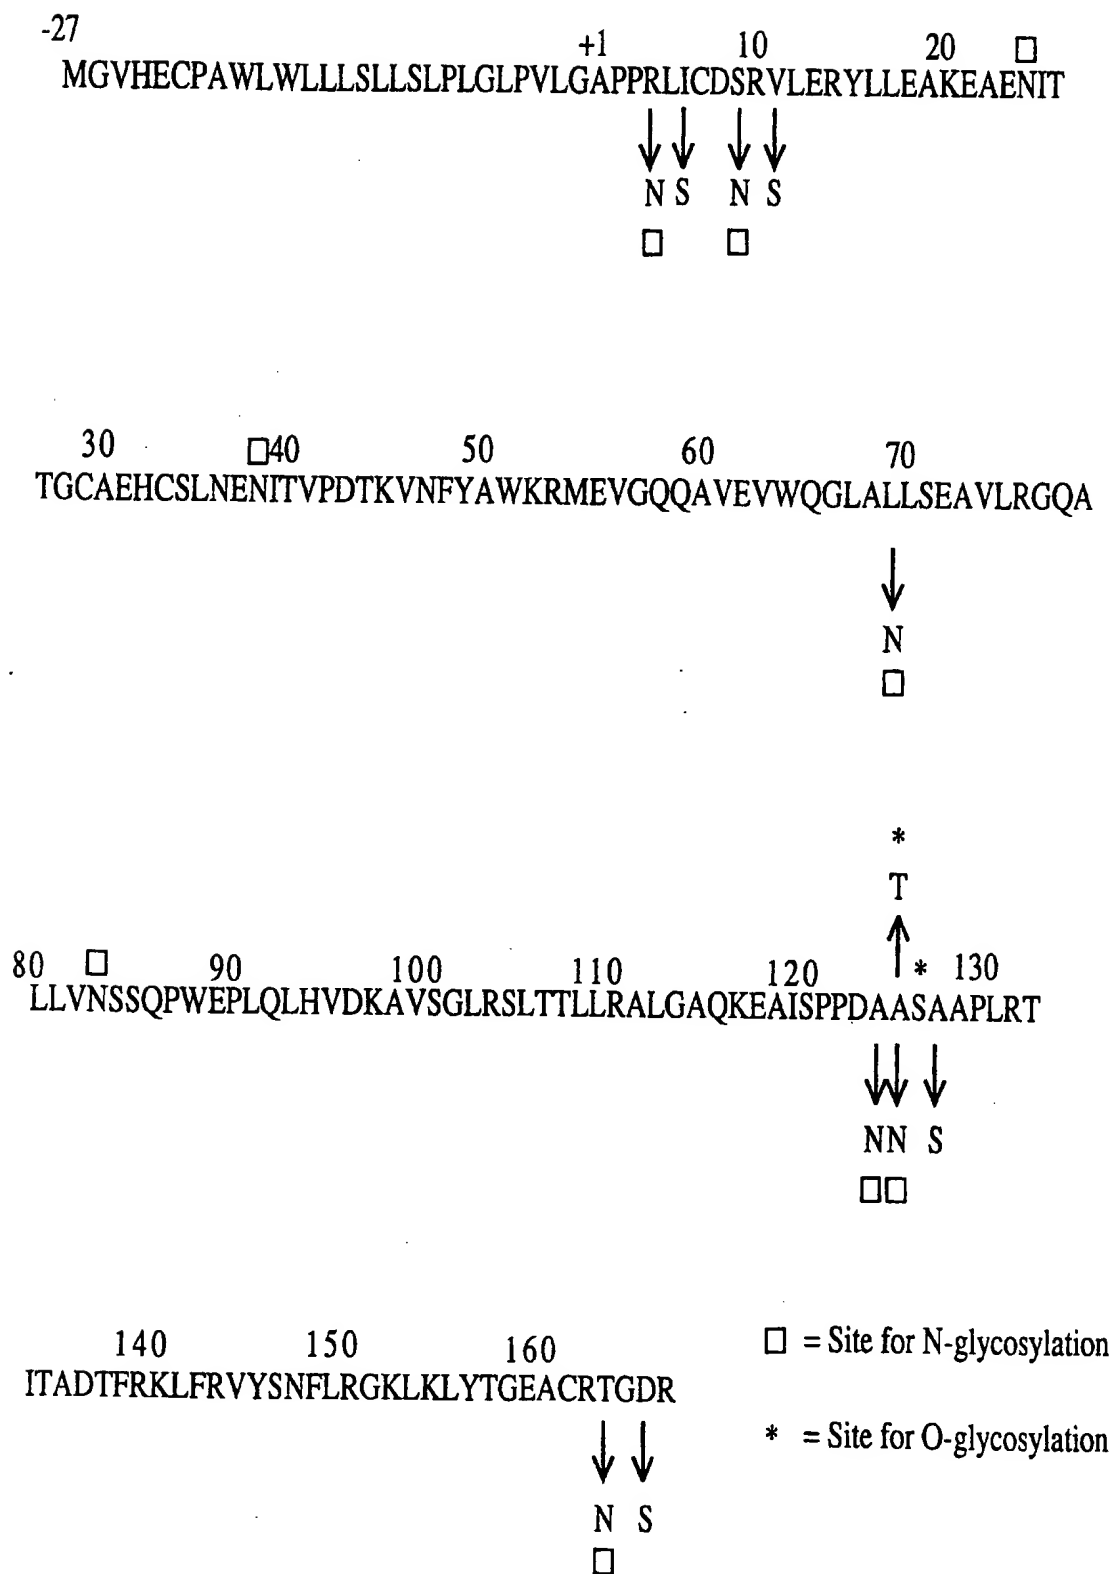 -27 +1 10 20 □
MGVHECPAWLWLLLSLLSLPLGLPVLGAPPRLICDSRVLERYLLEAKEAENIT
N S N S
□ □
30 □40 50 60 70
TGCAEHCSLNENITVPDTKVNFYAWKRMEVGQQAVEVWQGLALLSEAVLRGQA
N
□
*
T
80 □ 90 100 110 120 * 130
LLVNSSQPWEPLQLHVDKAVSGLRSLTTLLRALGAQKEAISPPDAASAAPLRT
NN S
□□
140 150 160
ITADTFRKLFRVYSNFLRGKLKLYTGEACRTGDR
N S
□
□ = Site for N-glycosylation
* = Site for O-glycosylation